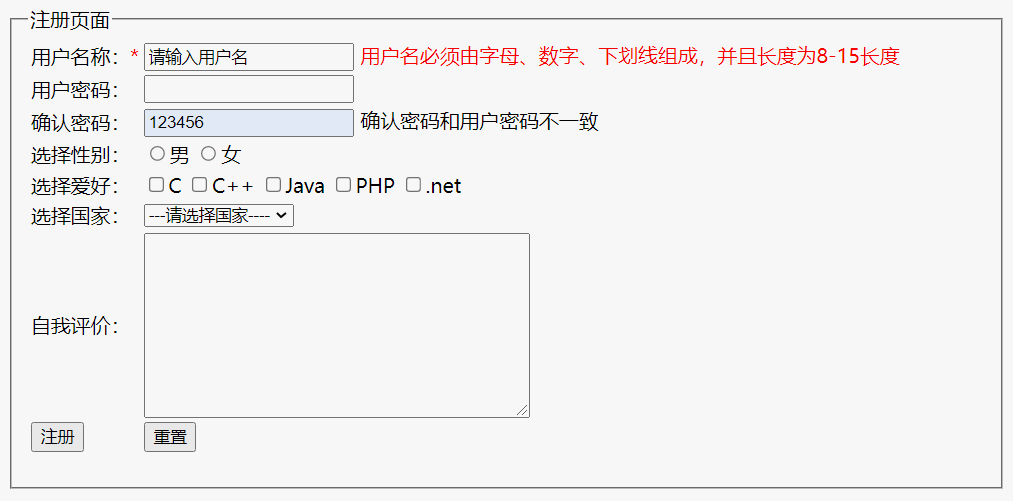 注册页面
用户名称：* 请输入用户名 用户名必须由字母、数字、下划线组成，并且长度为8-15长度
用户密码：
确认密码： 123456 确认密码和用户密码不一致
选择性别： 男 女
选择爱好： C C++ Java PHP .net
选择国家： ---请选择国家----
自我评价：
注册 重置